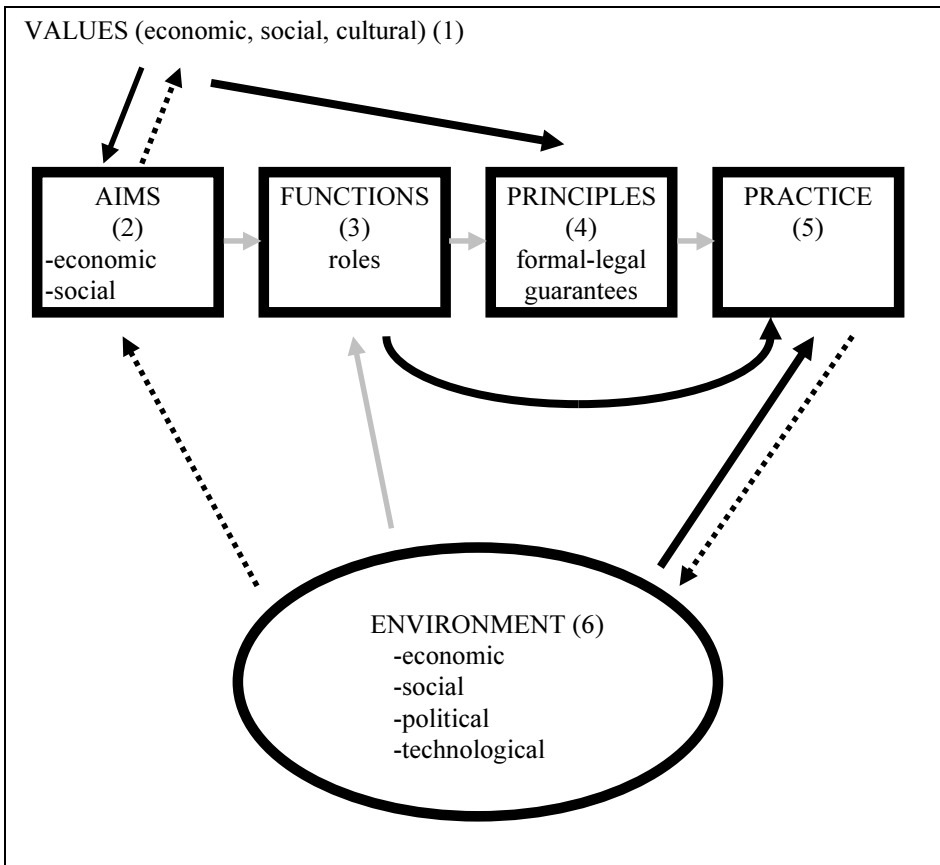 VALUES (economic, social, cultural) (1)
AIMS
(2)
-economic
-social
FUNCTIONS
(3)
roles
PRINCIPLES
(4)
formal-legal
guarantees
PRACTICE
(5)
ENVIRONMENT (6)
-economic
-social
-political
-technological